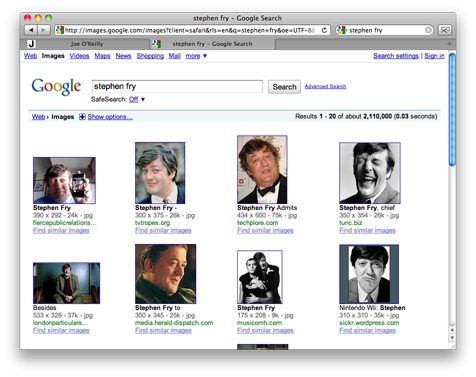 stephen fry – Google Search
http://images.google.com/images?client=safari&rls=en&q=stephen+fry&oe=UTF-8&
stephen fry
Joe O'Reilly
stephen fry – Google Search
Web Images Videos Maps News Shopping Mail more ▼
Search settings | Sign in
Google
stephen fry
Search
Advanced Search
SafeSearch: Off ▼
Web › Images
Show options...
Results 1 - 20 of about 2,110,000 (0.03 seconds)
Stephen Fry
390 x 292 - 24k - jpg
fiercepublicrelations...
Find similar images
Stephen Fry -
300 x 375 - 26k - jpg
tvtropes.org
Find similar images
Stephen Fry Admits
434 x 600 - 75k - jpg
techplore.com
Find similar images
Stephen Fry, chief
350 x 354 - 26k - jpg
tunc.biz
Find similar images
Besides
533 x 328 - 37k - jpg
londonparticulars...
Find similar images
Stephen Fry to
350 x 345 - 25k - jpg
media.herald-dispatch.com
Find similar images
Stephen Fry
175 x 208 - 9k - jpg
musicomh.com
Find similar images
Nintendo Wii: Stephen
310 x 310 - 35k - jpg
sickr.wordpress.com
Find similar images